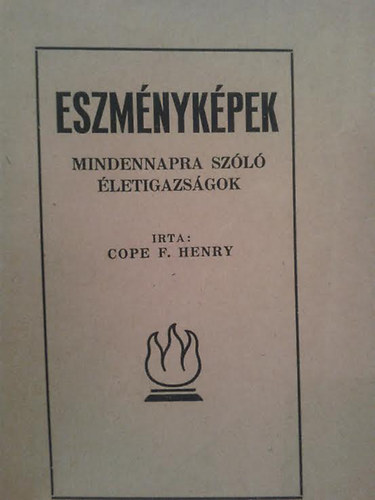 ESZMÉNYKÉPEK
MINDENNAPRA SZÓLÓ
ÉLETIGAZSÁGOK
IRTA:
COPE F. HENRY